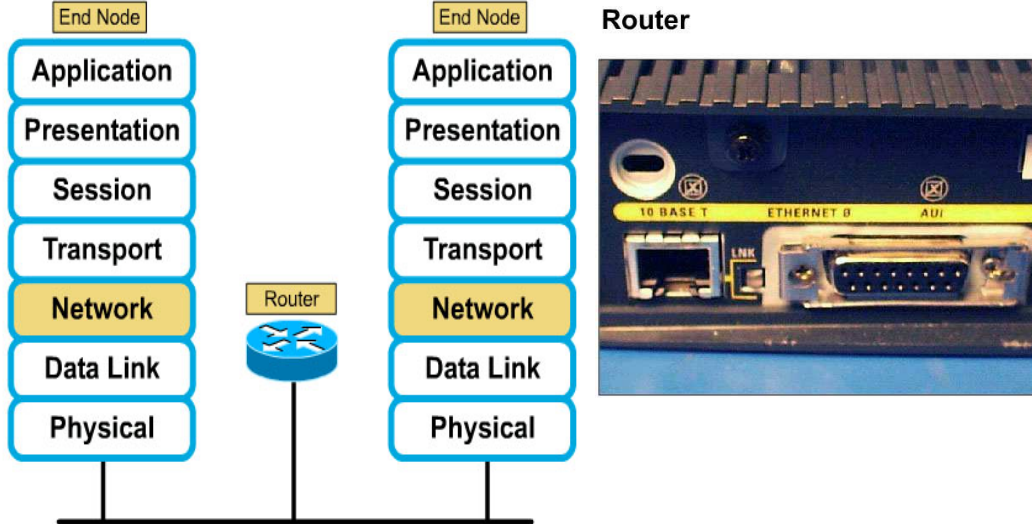 End Node
Application
Presentation
Session
Transport
Network
Data Link
Physical
Router
End Node
Application
Presentation
Session
Transport
Network
Data Link
Physical
Router
10 BASE T
ETHERNET 0
AUI
LNK